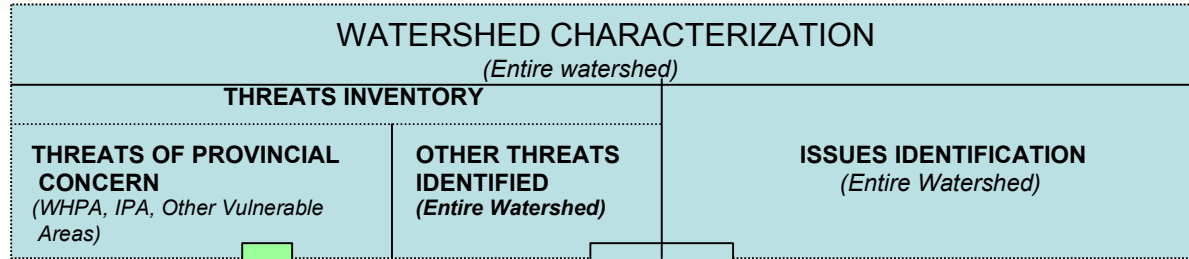 WATERSHED CHARACTERIZATION
(Entire watershed)
THREATS INVENTORY
THREATS OF PROVINCIAL
CONCERN
(WHPA, IPA, Other Vulnerable
Areas)
OTHER THREATS
IDENTIFIED
(Entire Watershed)
ISSUES IDENTIFICATION
(Entire Watershed)